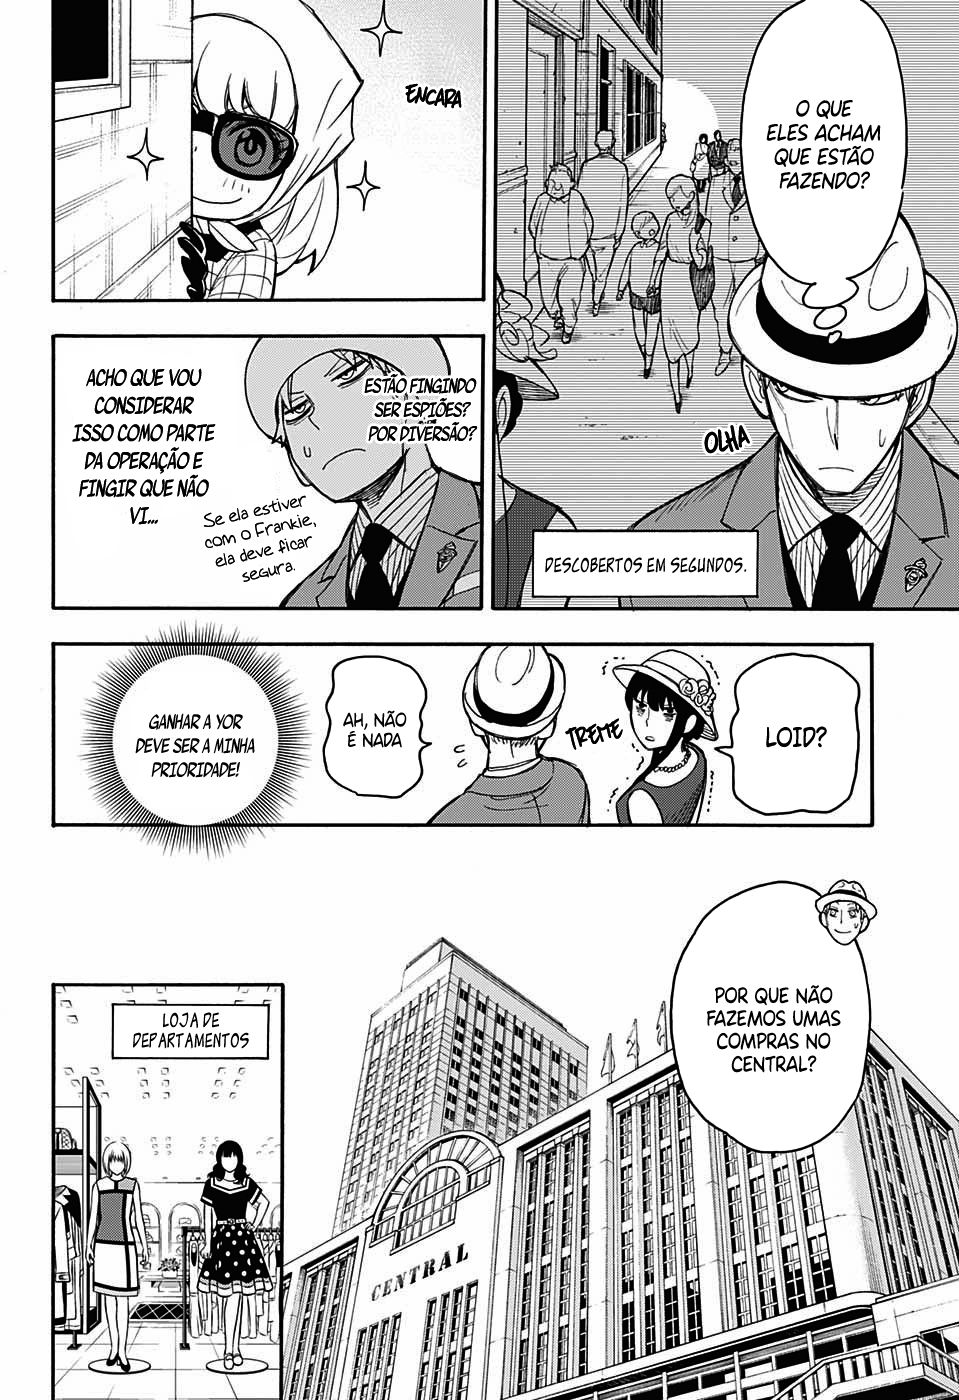 O QUE
ELES ACHAM
QUE ESTÃO
FAZENDO?
OLHA
DESCOBERTOS EM SEGUNDOS.
ENCARA
ESTÃO FINGINDO
SER ESPIÕES?
POR DIVERSÃO?
ACHO QUE VOU
CONSIDERAR
ISSO COMO PARTE
DA OPERAÇÃO E
FINGIR QUE NÃO
VI...
Se ela estiver
com o Frankie,
ela deve ficar
segura.
LOID?
TREME
AH, NÃO
É NADA
GANHAR A YOR
DEVE SER A MINHA
PRIORIDADE!
POR QUE NÃO
FAZEMOS UMAS
COMPRAS NO
CENTRAL?
CENTRAL
LOJA DE
DEPARTAMENTOS